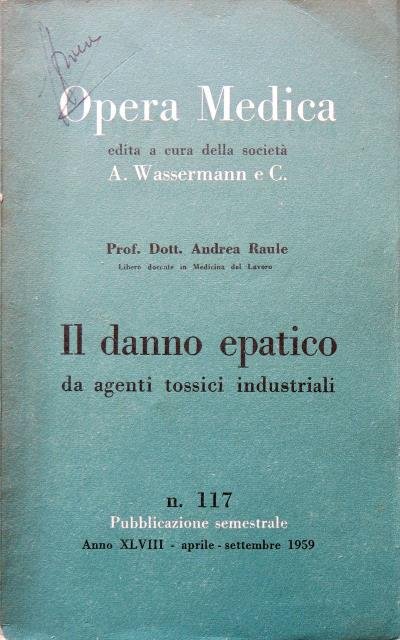 Opera Medica
edita a cura della società
A. Wassermann e C.
Prof. Dott. Andrea Raule
Libero docente in Medicina del Lavoro
Il danno epatico
da agenti tossici industriali
n. 117
Pubblicazione semestrale
Anno XLVIII - aprile - settembre 1959